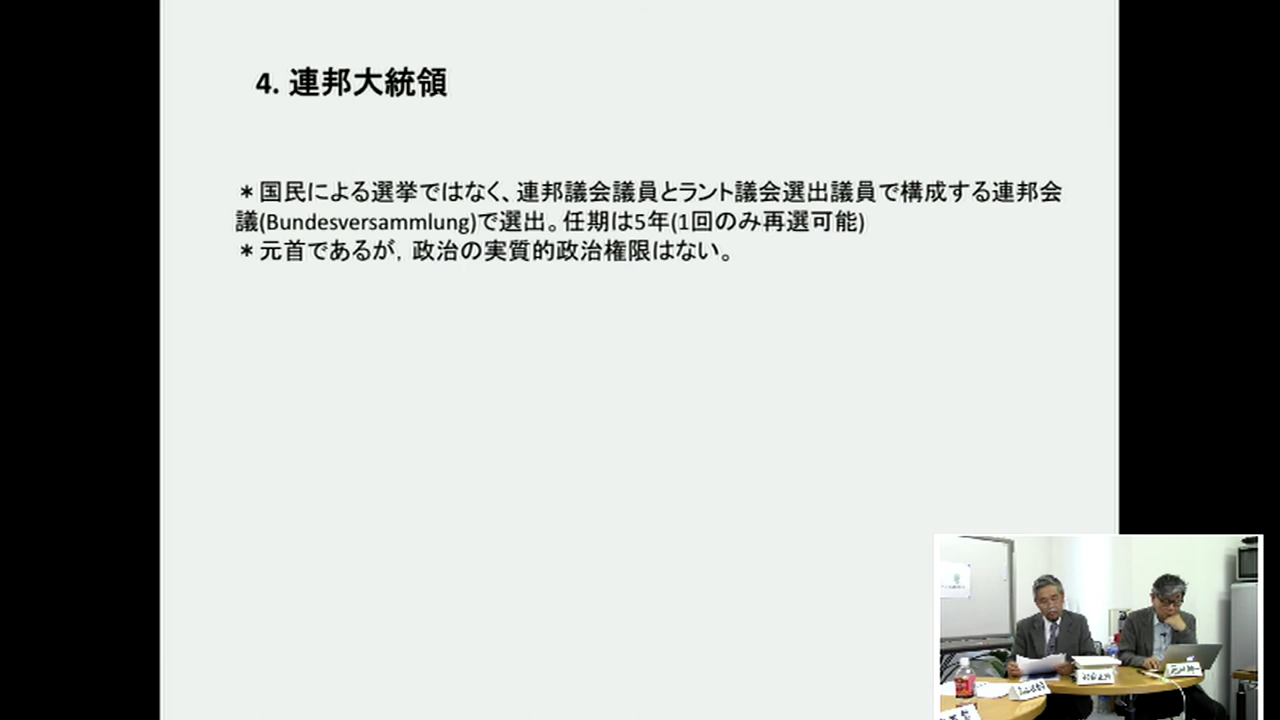 4. 連邦大統領
＊国民による選挙ではなく、連邦議会議員とラント議会選出議員で構成する連邦会
議(Bundesversammlung)で選出。任期は5年(1回のみ再選可能)
＊元首であるが，政治の実質的政治権限はない。